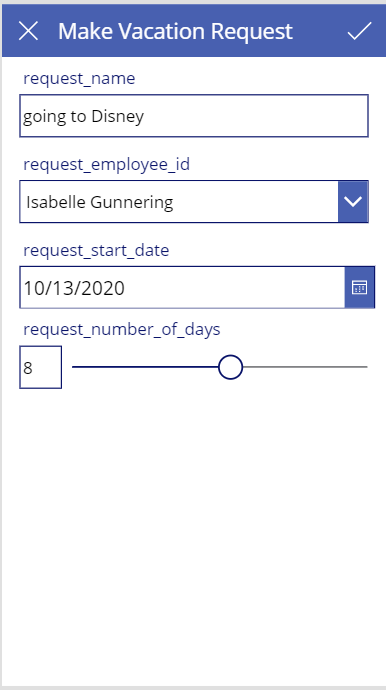 Make Vacation Request
request_name
going to Disney
request_employee_id
Isabelle Gunnering
request_start_date
10/13/2020
request_number_of_days
8